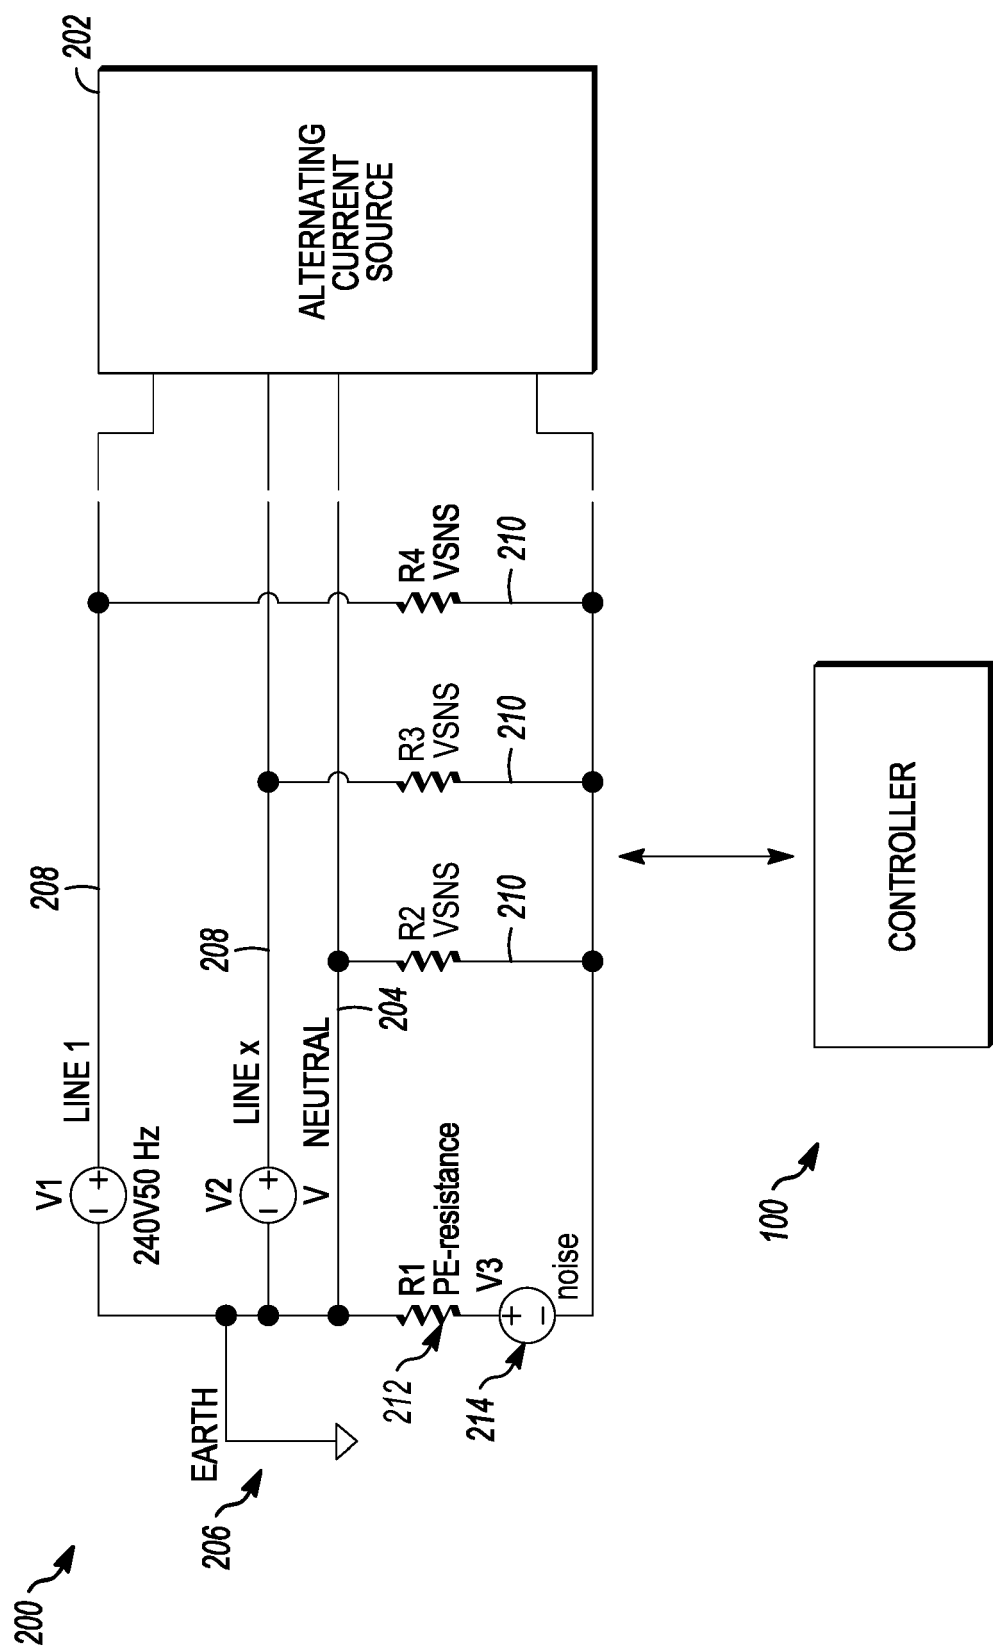 200
206
EARTH
V1
240V50 Hz
LINE 1
208
V2
V
LINE x
208
NEUTRAL
204
212
R1
PE-resistance
214
V3
noise
R2
VSNS
210
R3
VSNS
210
R4
VSNS
210
202
ALTERNATING
CURRENT
SOURCE
100
CONTROLLER